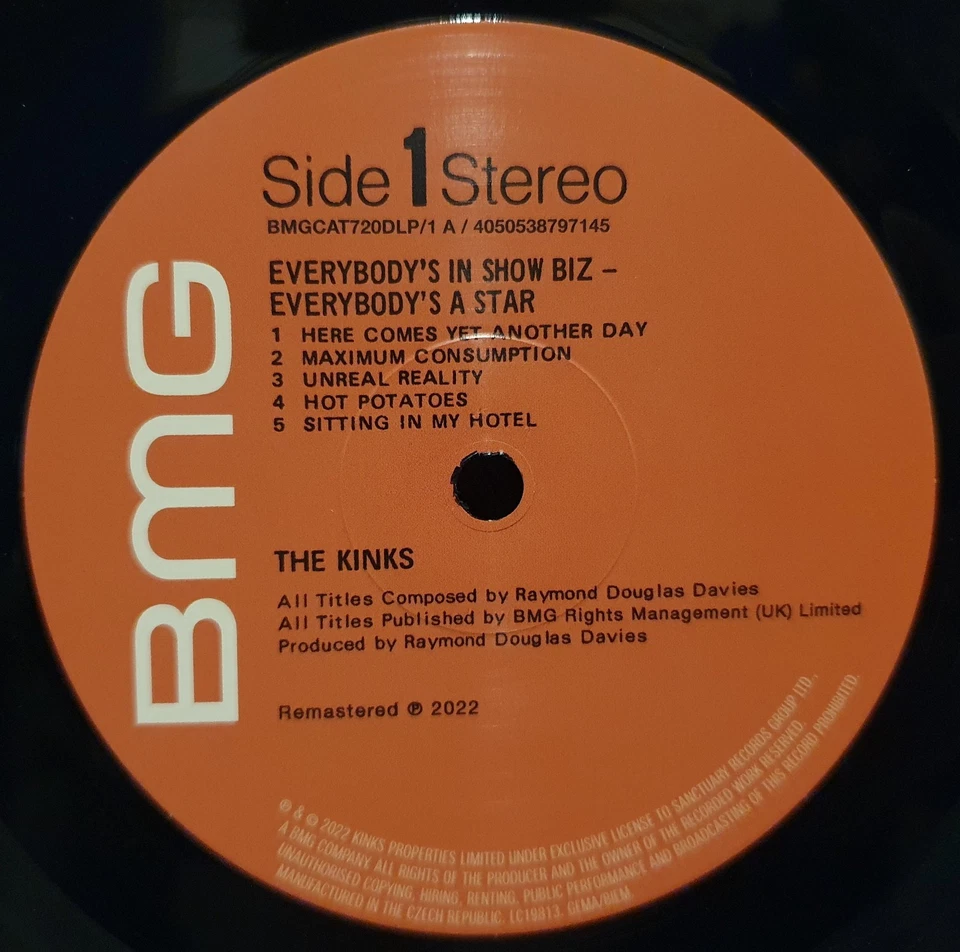 Side 1 Stereo
BMGCAT720DLP/1 A / 4050538797145
EVERYBODY'S IN SHOW BIZ –
EVERYBODY'S A STAR
1 HERE COMES YET ANOTHER DAY
2 MAXIMUM CONSUMPTION
3 UNREAL REALITY
4 HOT POTATOES
5 SITTING IN MY HOTEL
BMG
THE KINKS
All Titles Composed by Raymond Douglas Davies
All Titles Published by BMG Rights Management (UK) Limited
Produced by Raymond Douglas Davies
Remastered ℗ 2022
℗ & © 2022 KINKS PROPERTIES LIMITED UNDER EXCLUSIVE LICENSE TO SANCTUARY RECORDS GROUP LTD.,
A BMG COMPANY. ALL RIGHTS OF THE PRODUCER AND THE OWNER OF THE RECORDED WORK RESERVED.
UNAUTHORISED COPYING, HIRING, RENTING, PUBLIC PERFORMANCE AND BROADCASTING OF THIS RECORD PROHIBITED.
MANUFACTURED IN THE CZECH REPUBLIC. LC19813. GEMA/BIEM.